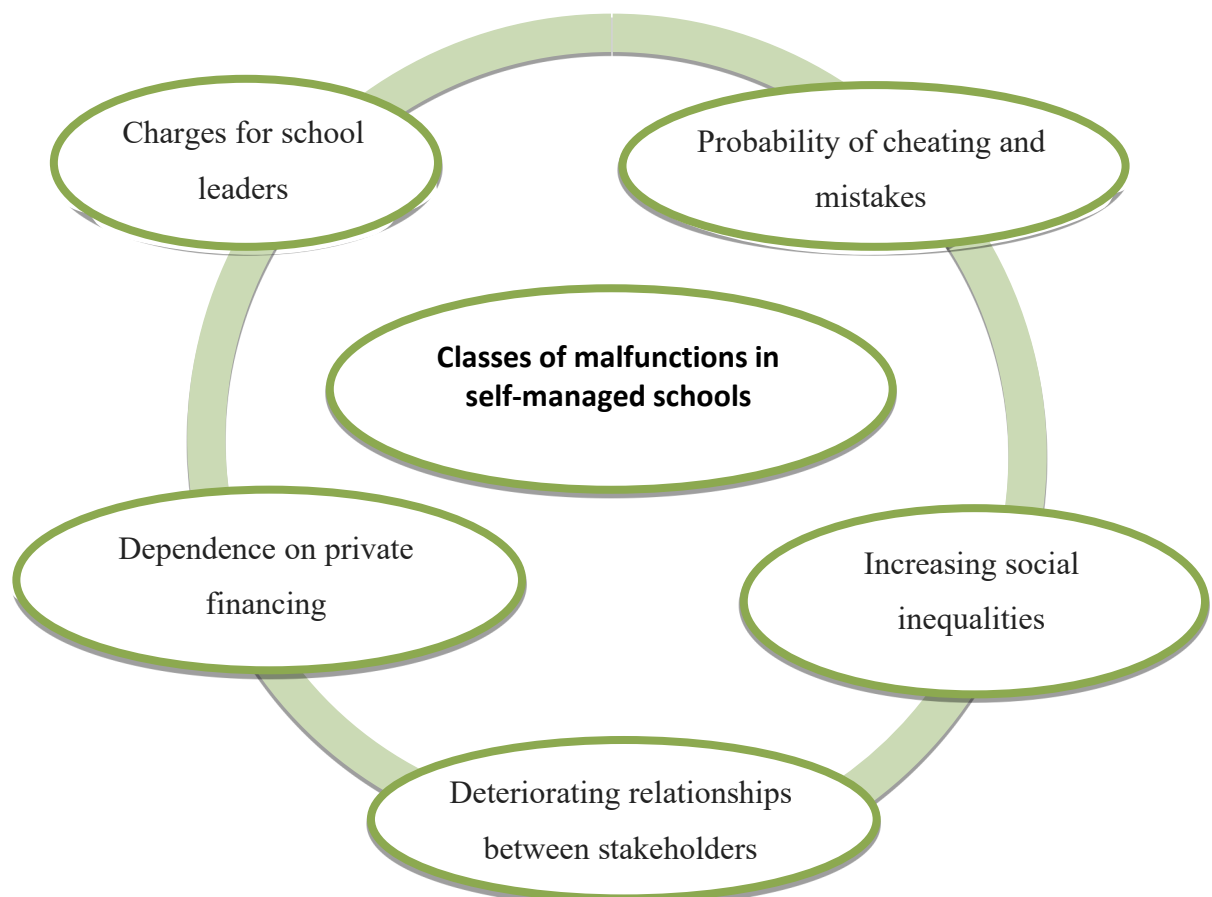 Charges for school
leaders
Probability of cheating and
mistakes
Classes of malfunctions in
self-managed schools
Dependence on private
financing
Increasing social
inequalities
Deteriorating relationships
between stakeholders